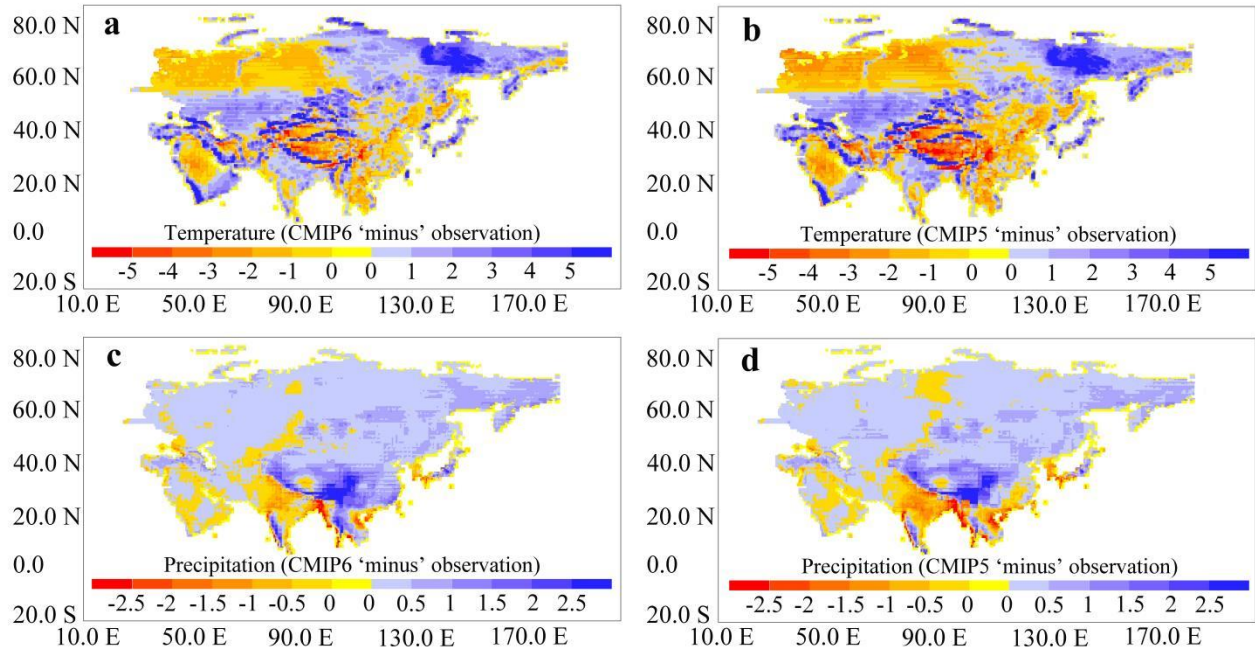 a
80.0 N
60.0 N
40.0 N
20.0 N
0.0
20.0 S
Temperature (CMIP6 ‘minus’ observation)
-5 -4 -3 -2 -1 0 0 1 2 3 4 5
10.0 E 50.0 E 90.0 E 130.0 E 170.0 E
b
80.0 N
60.0 N
40.0 N
20.0 N
0.0
20.0 S
Temperature (CMIP5 ‘minus’ observation)
-5 -4 -3 -2 -1 0 0 1 2 3 4 5
10.0 E 50.0 E 90.0 E 130.0 E 170.0 E
c
80.0 N
60.0 N
40.0 N
20.0 N
0.0
20.0 S
Precipitation (CMIP6 ‘minus’ observation)
-2.5 -2 -1.5 -1 -0.5 0 0 0.5 1 1.5 2 2.5
10.0 E 50.0 E 90.0 E 130.0 E 170.0 E
d
80.0 N
60.0 N
40.0 N
20.0 N
0.0
20.0 S
Precipitation (CMIP5 ‘minus’ observation)
-2.5 -2 -1.5 -1 -0.5 0 0 0.5 1 1.5 2 2.5
10.0 E 50.0 E 90.0 E 130.0 E 170.0 E